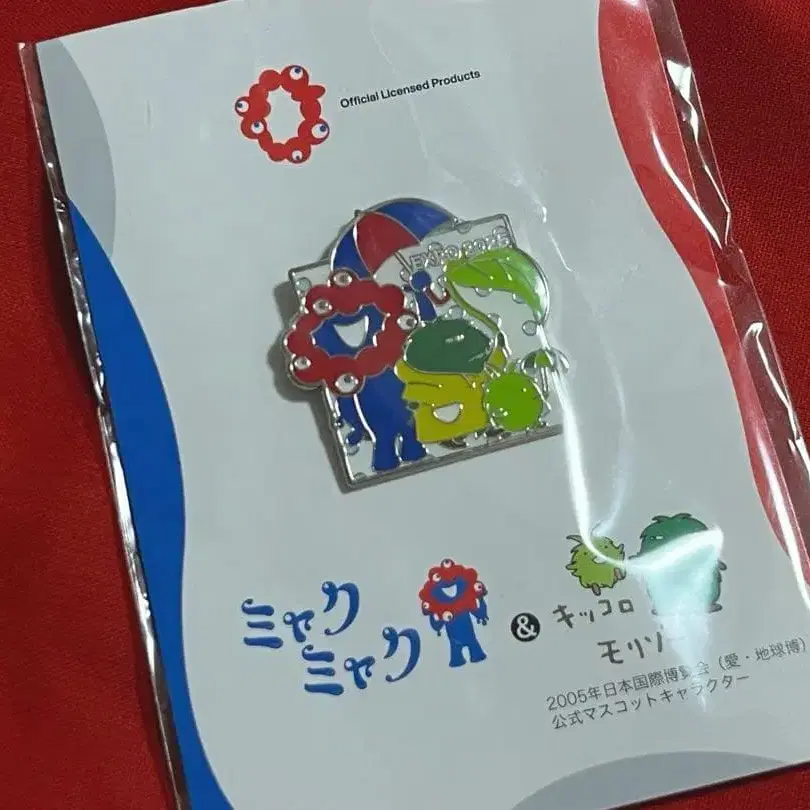 Official Licensed Products
EXPO 2025
ミャク
ミャク
&
キッコロ
モリゾ
2005年日本国際博覧会（愛・地球博）
公式マスコットキャラクター